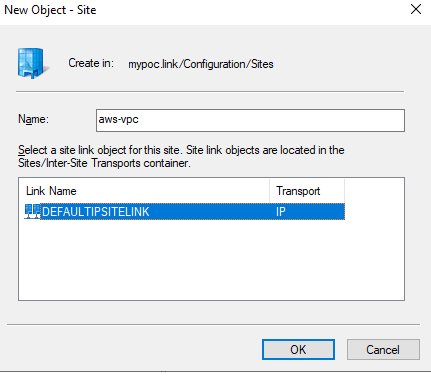 New Object - Site
Create in: mypoc.link/Configuration/Sites
Name: aws-vpc
Select a site link object for this site. Site link objects are located in the
Sites/Inter-Site Transports container.
Link Name Transport
DEFAULTIPSITELINK IP
OK Cancel